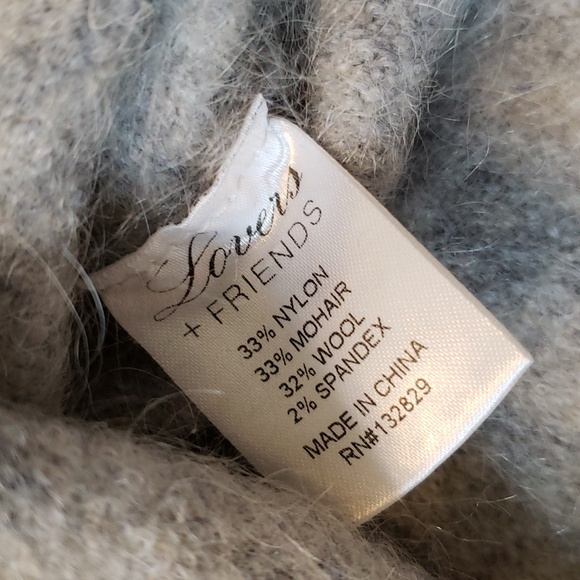 Lovers
+ FRIENDS
33% NYLON
33% MOHAIR
32% WOOL
2% SPANDEX
MADE IN CHINA
RN#132829